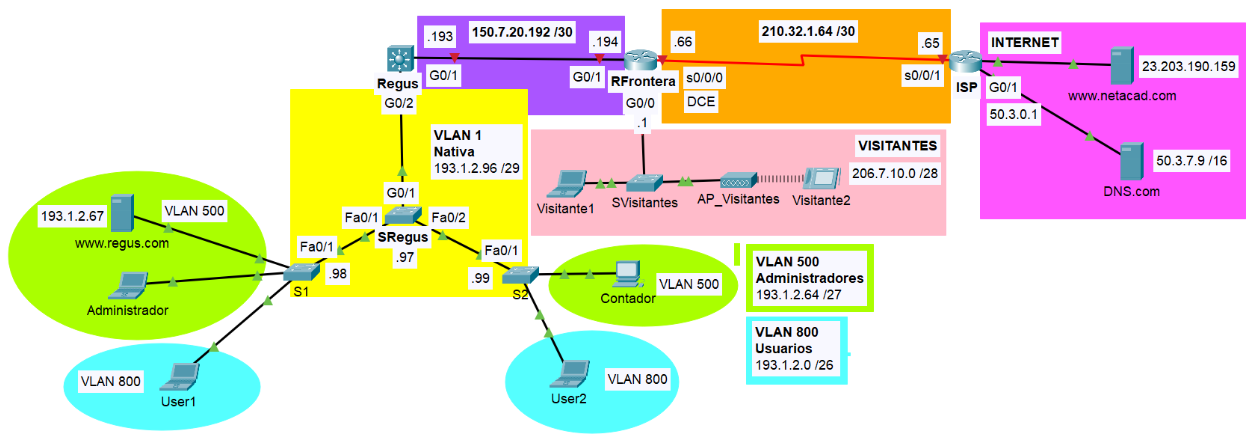 .193
150.7.20.192 /30
.194
G0/1
G0/1
Regus
G0/2
.66
210.32.1.64 /30
.65
RFrontera
s0/0/0
DCE
G0/0
.1
s0/0/1
ISP
INTERNET
G0/1
50.3.0.1
23.203.190.159
www.netacad.com
50.3.7.9 /16
DNS.com
VLAN 1
Nativa
193.1.2.96 /29
G0/1
Fa0/1
Fa0/2
SRegus
.97
Fa0/1
.98
S1
Fa0/1
.99
S2
VISITANTES
206.7.10.0 /28
Visitante1
SVisitantes
AP_Visitantes
Visitante2
193.1.2.67
VLAN 500
www.regus.com
Administrador
VLAN 800
User1
Contador
VLAN 500
User2
VLAN 800
VLAN 500
Administradores
193.1.2.64 /27
VLAN 800
Usuarios
193.1.2.0 /26